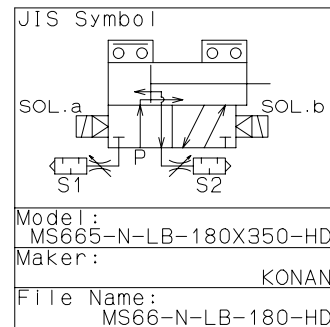 JIS Symbol
SOL.a
SOL.b
P
S1
S2
Model:
MS665-N-LB-180X350-HD
Maker:
KONAN
File Name:
MS66-N-LB-180-HD